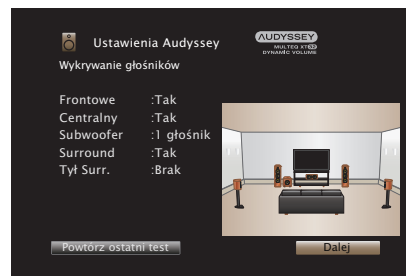 Ustawienia Audyssey
AUDYSSEY
MULTEQ XT32
DYNAMIC VOLUME
Wykrywanie głośników
Frontowe :Tak
Centralny :Tak
Subwoofer :1 głośnik
Surround :Tak
Tył Surr. :Brak
Powtórz ostatni test
Dalej